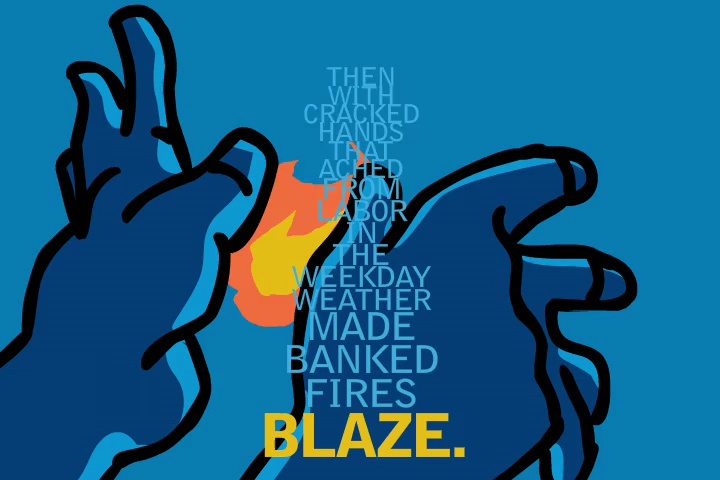 THEN
WITH
CRACKED
HANDS
THAT
ACHED
FROM
LABOR
IN
THE
WEEKDAY
WEATHER
MADE
BANKED
FIRES
BLAZE.